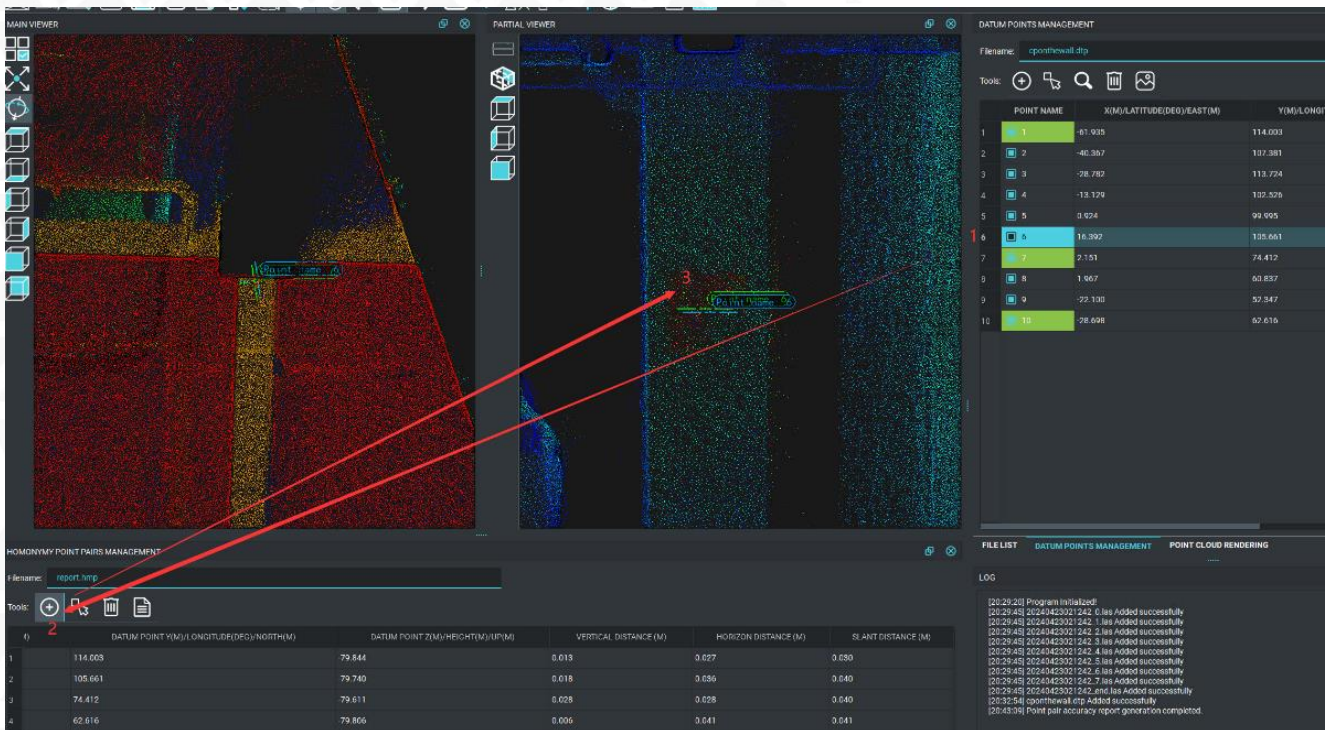 MAIN VIEWER
PARTIAL VIEWER
Point name 6
3
Point name 6
DATUM POINTS MANAGEMENT
Filename: cponthewall.dtp
Tools:
POINT NAME X(M)/LATITUDE(DEG)/EAST(M) Y(M)/LONGIT
1 1 -61.935 114.003
2 2 -40.367 107.381
3 3 -28.782 113.724
4 4 -13.129 102.526
5 5 0.924 99.995
1
6 6 16.392 105.661
7 7 2.151 74.412
8 8 1.967 60.837
9 9 -22.100 52.347
10 10 -28.698 62.616
HOMONYMY POINT PAIRS MANAGEMENT
Filename: report.hmp
Tools:
2
DATUM POINT Y(M)/LONGITUDE(DEG)/NORTH(M) DATUM POINT Z(M)/HEIGHT(M)/UP(M) VERTICAL DISTANCE (M) HORIZON DISTANCE (M) SLANT DISTANCE (M)
1 114.003 -79.844 0.013 0.027 0.030
2 105.661 -79.740 0.018 0.036 0.040
3 74.412 -79.611 0.028 0.028 0.040
4 62.616 -79.806 0.006 0.041 0.041
FILE LIST DATUM POINTS MANAGEMENT POINT CLOUD RENDERING
LOG
[20:29:20] Program Initialized!
[20:29:45] 20240423021242_0.las Added successfully
[20:29:45] 20240423021242_1.las Added successfully
[20:29:45] 20240423021242_2.las Added successfully
[20:29:45] 20240423021242_3.las Added successfully
[20:29:45] 20240423021242_4.las Added successfully
[20:29:45] 20240423021242_5.las Added successfully
[20:29:45] 20240423021242_6.las Added successfully
[20:29:45] 20240423021242_7.las Added successfully
[20:29:45] 20240423021242_end.las Added successfully
[20:32:54] cponthewall.dtp Added successfully
[20:43:09] Point pair accuracy report generation completed.